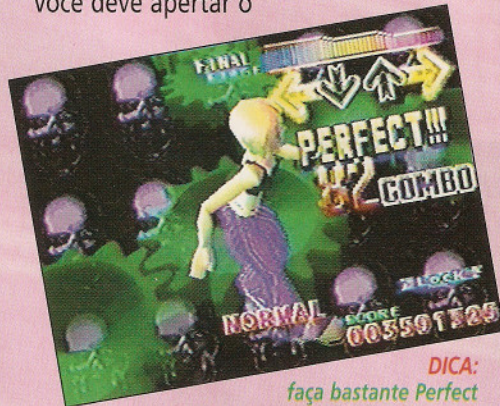 você deve apertar o
FINAL
PERFECT!!!
COMBO
NORMAL
SCORE
DICA:
faça bastante Perfect